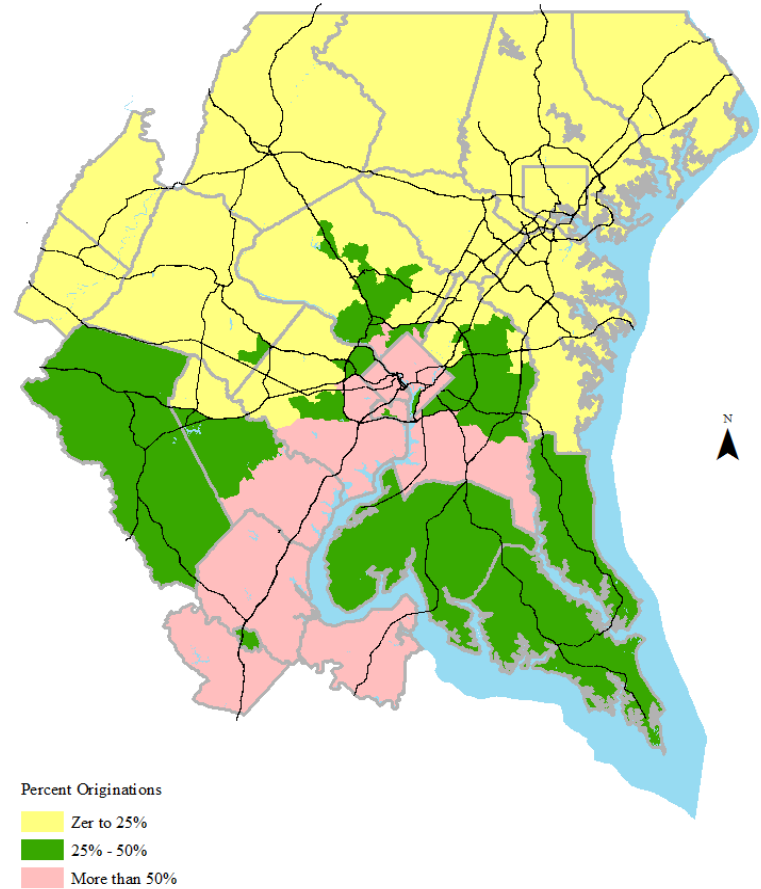 N
Percent Originations
Zer to 25%
25% - 50%
More than 50%